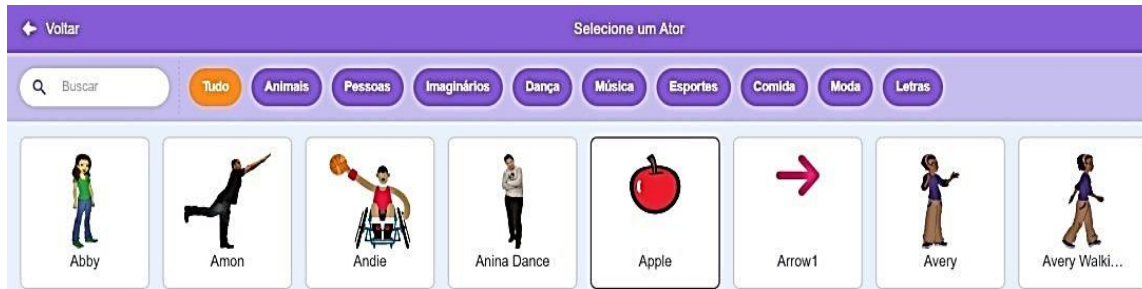 Voltar Selecione um Ator
Buscar Tudo Animais Pessoas Imaginários Dança Música Esportes Comida Moda Letras
Abby Amon Andie Anina Dance Apple Arrow1 Avery Avery Walki...